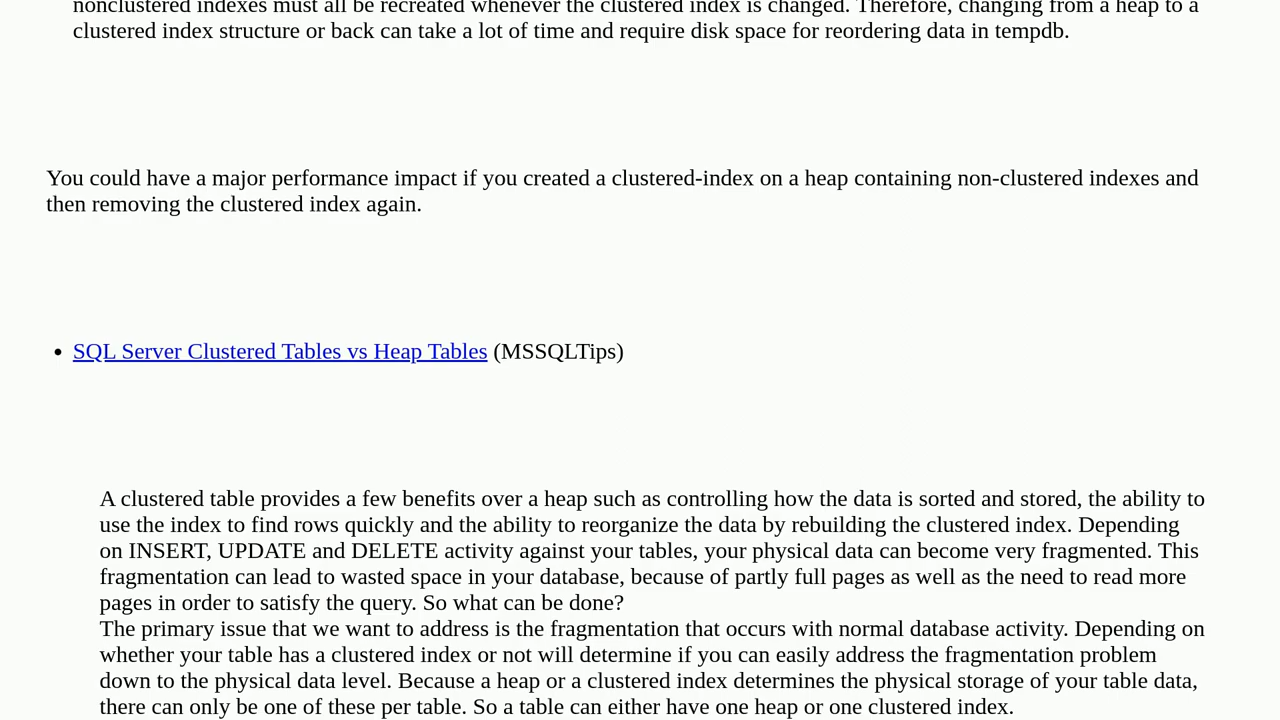 nonclustered indexes must all be recreated whenever the clustered index is changed. Therefore, changing from a heap to a
clustered index structure or back can take a lot of time and require disk space for reordering data in tempdb.
You could have a major performance impact if you created a clustered-index on a heap containing non-clustered indexes and
then removing the clustered index again.
• SQL Server Clustered Tables vs Heap Tables (MSSQLTips)
A clustered table provides a few benefits over a heap such as controlling how the data is sorted and stored, the ability to
use the index to find rows quickly and the ability to reorganize the data by rebuilding the clustered index. Depending
on INSERT, UPDATE and DELETE activity against your tables, your physical data can become very fragmented. This
fragmentation can lead to wasted space in your database, because of partly full pages as well as the need to read more
pages in order to satisfy the query. So what can be done?
The primary issue that we want to address is the fragmentation that occurs with normal database activity. Depending on
whether your table has a clustered index or not will determine if you can easily address the fragmentation problem
down to the physical data level. Because a heap or a clustered index determines the physical storage of your table data,
there can only be one of these per table. So a table can either have one heap or one clustered index.